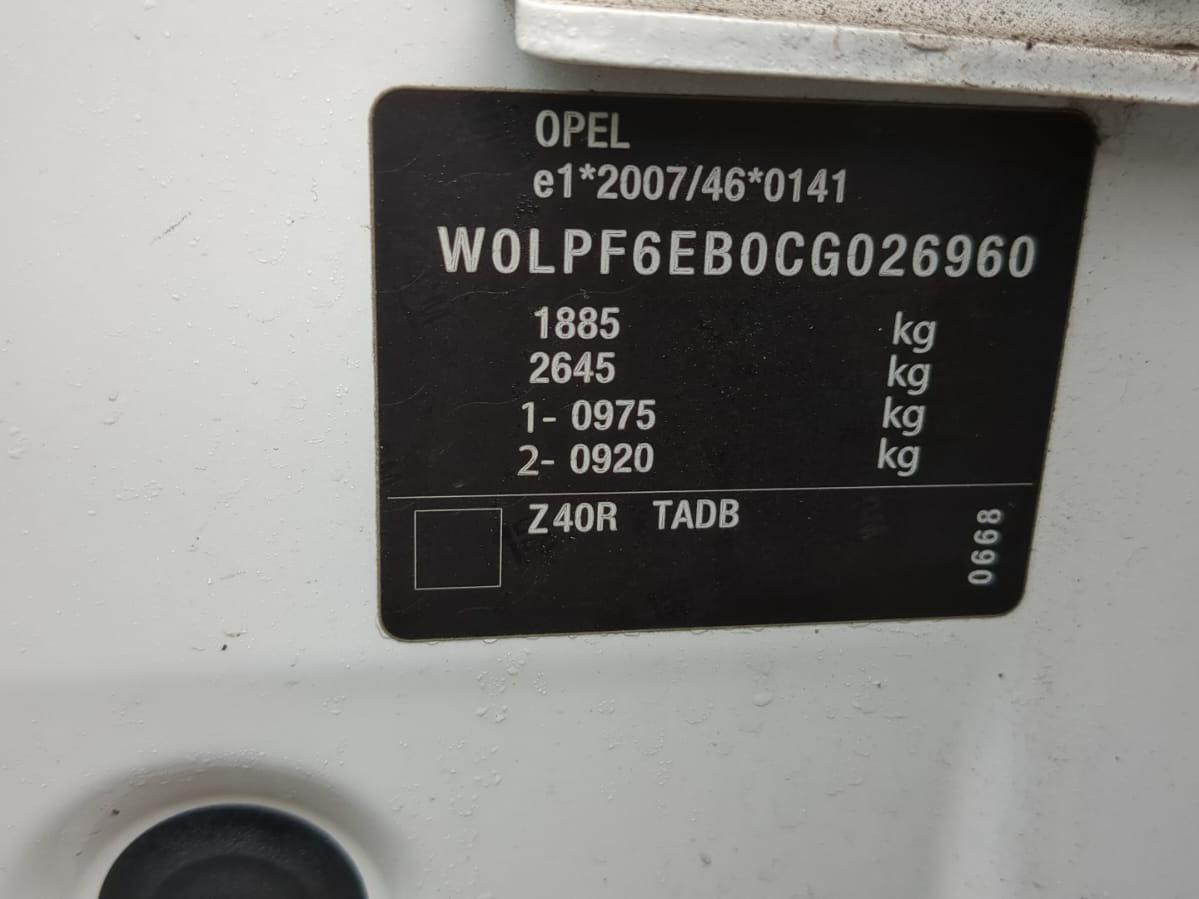 OPEL
e1*2007/46*0141
W0LPF6EB0CG026960
1885 kg
2645 kg
1- 0975 kg
2- 0920 kg
Z40R TADB
0668